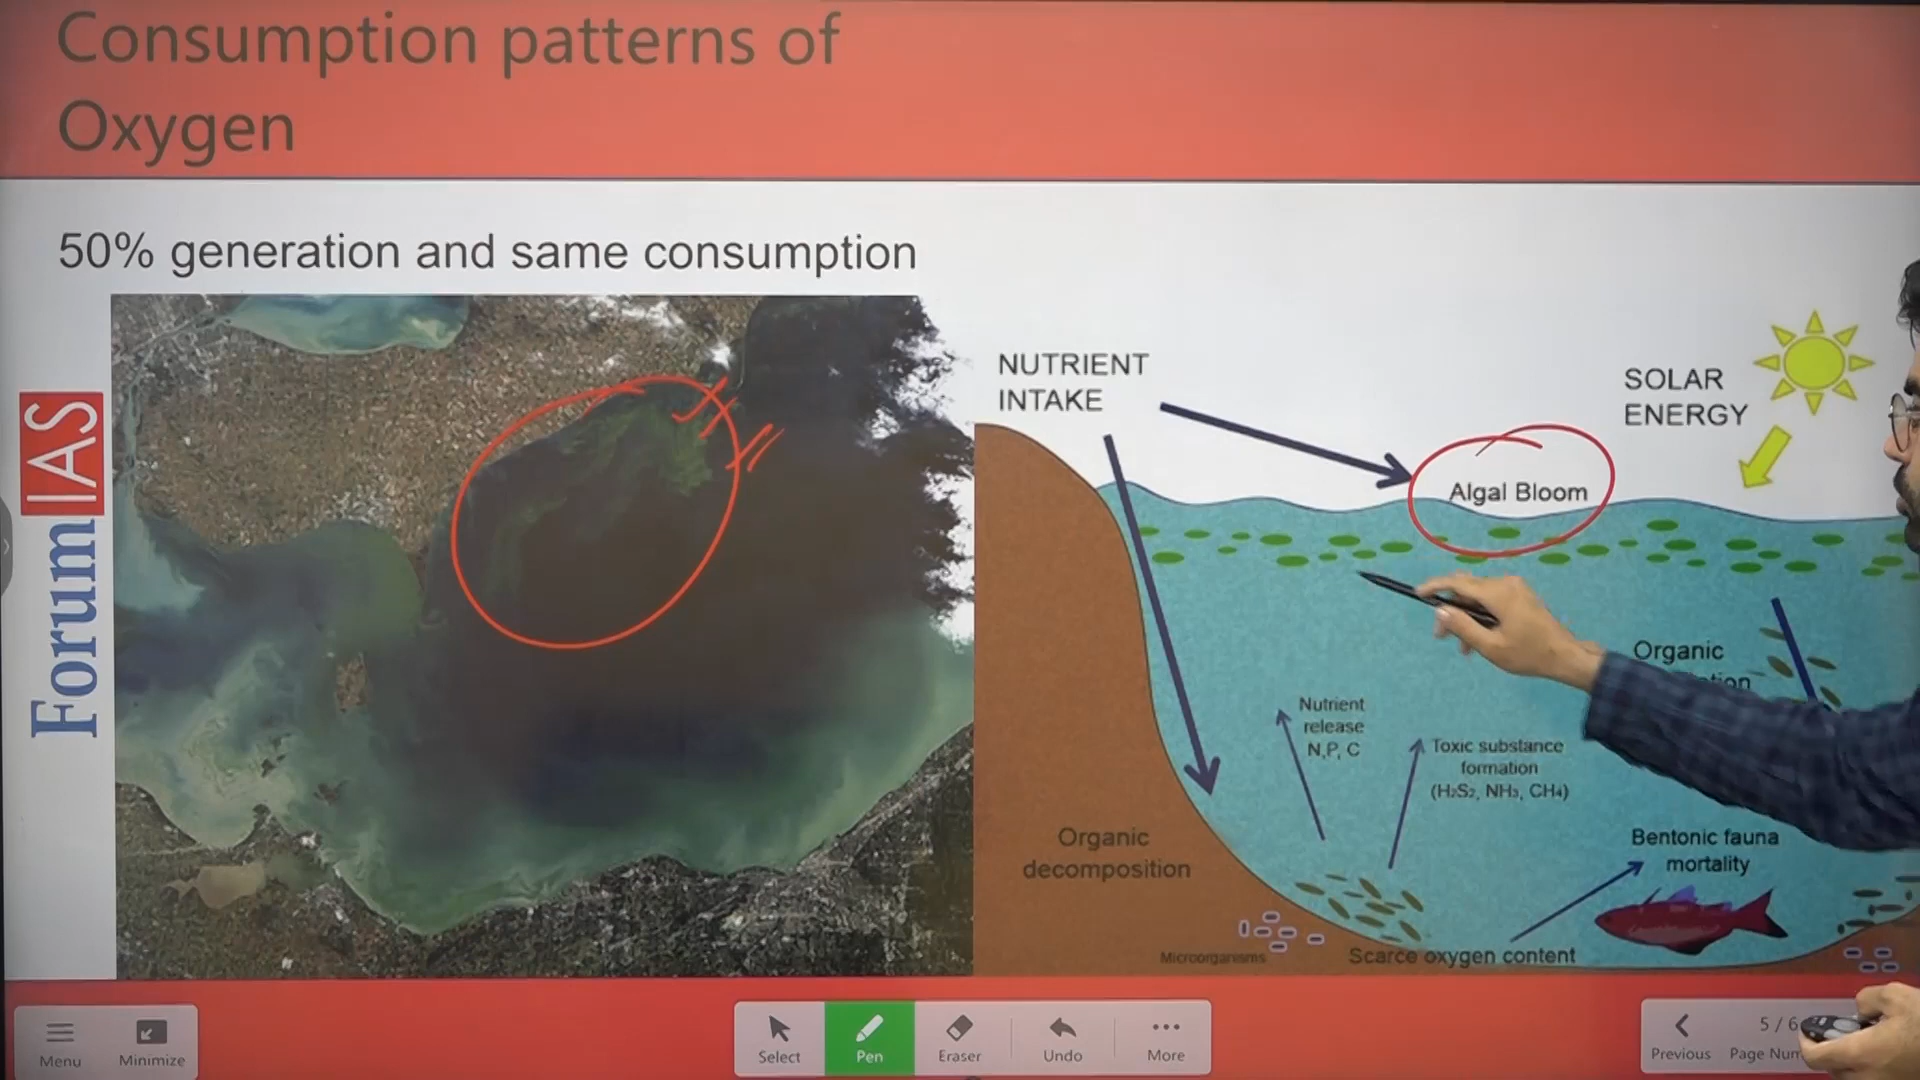 Consumption patterns of
Oxygen
50% generation and same consumption
ForumIAS
NUTRIENT
INTAKE
SOLAR
ENERGY
Algal Bloom
Organic
Nutrient
release
N,P, C
Toxic substance
formation
(H₂S₂, NH₃, CH₄)
Organic
decomposition
Bentonic fauna
mortality
Microorganisms
Scarce oxygen content
Menu
Minimize
Select
Pen
Eraser
Undo
More
Previous
5 / 6
Page Num